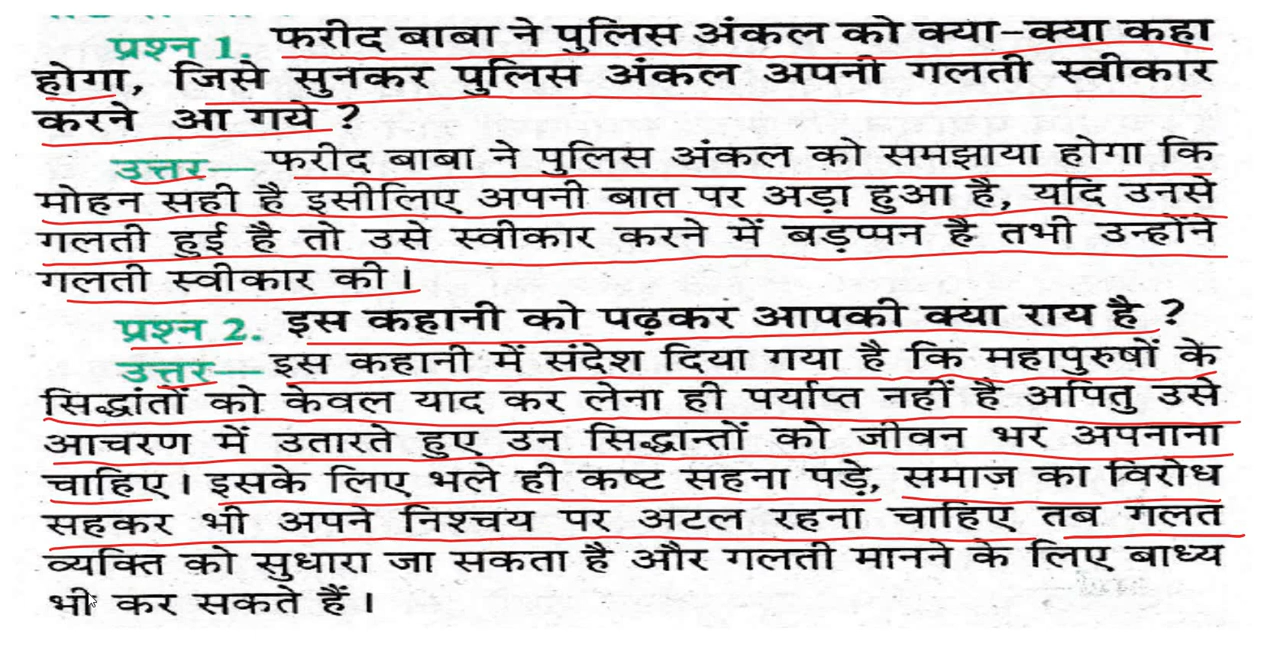 प्रश्न 1. फरीद बाबा ने पुलिस अंकल को क्या-क्या कहा
होगा, जिसे सुनकर पुलिस अंकल अपनी गलती स्वीकार
करने आ गये ?
उत्तर— फरीद बाबा ने पुलिस अंकल को समझाया होगा कि
मोहन सही है इसीलिए अपनी बात पर अड़ा हुआ है, यदि उनसे
गलती हुई है तो उसे स्वीकार करने में बड़प्पन है तभी उन्होंने
गलती स्वीकार की।
प्रश्न 2. इस कहानी को पढ़कर आपकी क्या राय है ?
उत्तर— इस कहानी में संदेश दिया गया है कि महापुरुषों के
सिद्धांतों को केवल याद कर लेना ही पर्याप्त नहीं है अपितु उसे
आचरण में उतारते हुए उन सिद्धान्तों को जीवन भर अपनाना
चाहिए। इसके लिए भले ही कष्ट सहना पड़े, समाज का विरोध
सहकर भी अपने निश्चय पर अटल रहना चाहिए तब गलत
व्यक्ति को सुधारा जा सकता है और गलती मानने के लिए बाध्य
भी कर सकते हैं।